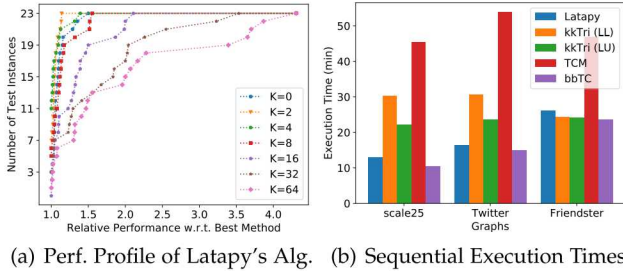 23
20
17
14
11
7
3
Number of Test Instances
K=0
K=2
K=4
K=8
K=16
K=32
K=64
1.0 1.5 2.0 2.5 3.0 3.5 4.0
Relative Performance w.r.t. Best Method
(a) Perf. Profile of Latapy's Alg.
50
40
30
20
10
0
Execution Time (min)
Latapy
kkTri (LL)
kkTri (LU)
TCM
bbTC
scale25 Twitter Friendster
Graphs
(b) Sequential Execution Times